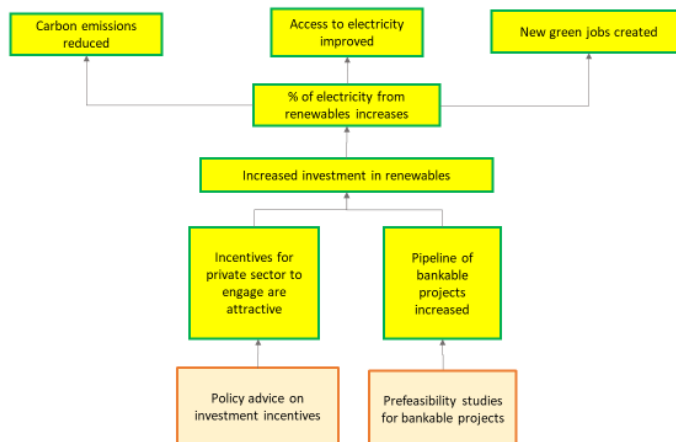 Carbon emissions
reduced
Access to electricity
improved
New green jobs created
% of electricity from
renewables increases
Increased investment in renewables
Incentives for
private sector to
engage are
attractive
Pipeline of
bankable
projects
increased
Policy advice on
investment incentives
Prefeasibility studies
for bankable projects